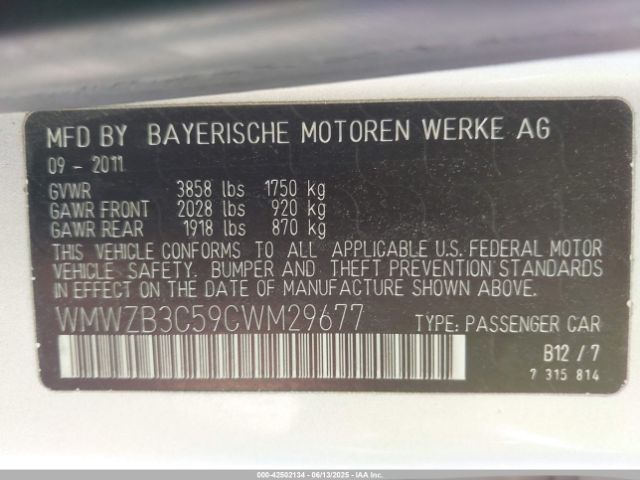 MFD BY BAYERISCHE MOTOREN WERKE AG
09 - 2011
GVWR 3858 lbs 1750 kg
GAWR FRONT 2028 lbs 920 kg
GAWR REAR 1918 lbs 870 kg
THIS VEHICLE CONFORMS TO ALL APPLICABLE U.S. FEDERAL MOTOR
VEHICLE SAFETY. BUMPER AND THEFT PREVENTION STANDARDS
IN EFFECT ON THE DATE OF MANUFACTURE SHOWN ABOVE.
WMWZB3C59CWM29677 TYPE: PASSENGER CAR
B12 / 7
7 315 814
000-42502134 - 06/13/2025 - IAA Inc.